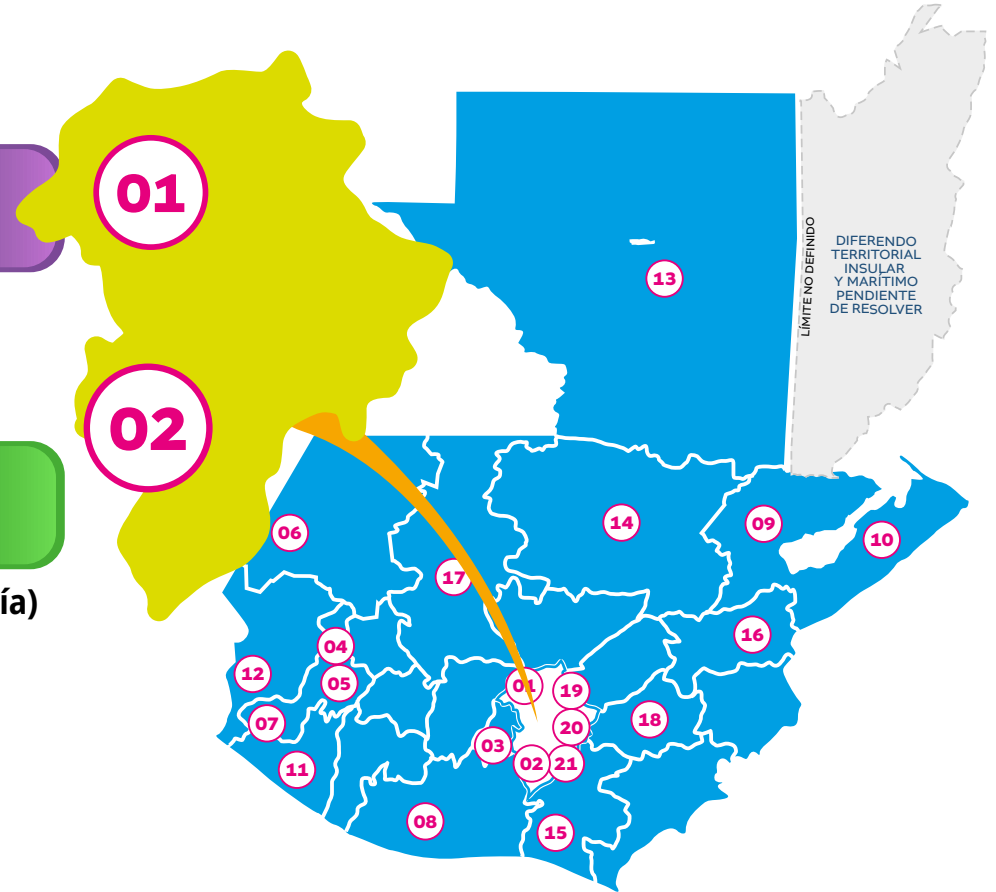 01
02
ía)
LÍMITE NO DEFINIDO
DIFERENDO
TERRITORIAL
INSULAR
Y MARÍTIMO
PENDIENTE
DE RESOLVER
13
06
14
09
10
17
04
16
12
05
01
19
07
03
20
18
11
02
21
08
15